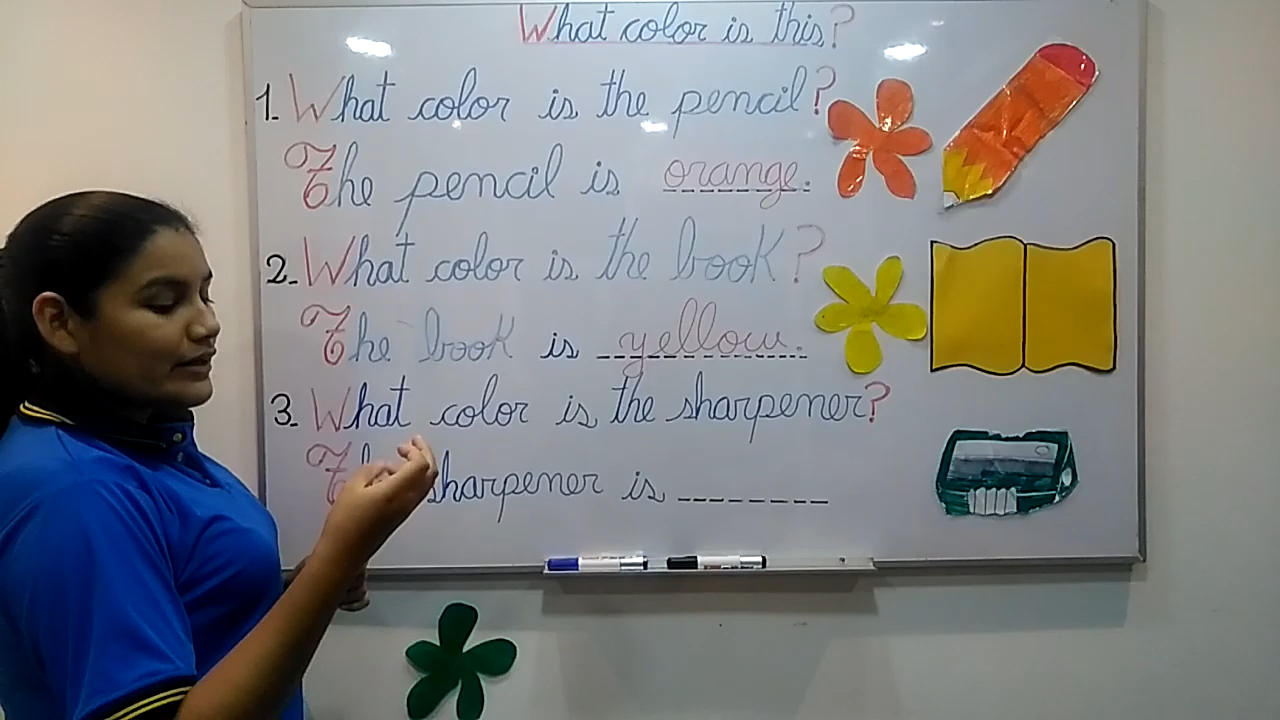 What color is this?
1. What color is the pencil?
The pencil is orange.
2. What color is the book?
The book is yellow.
3. What color is the sharpener?
The sharpener is _______